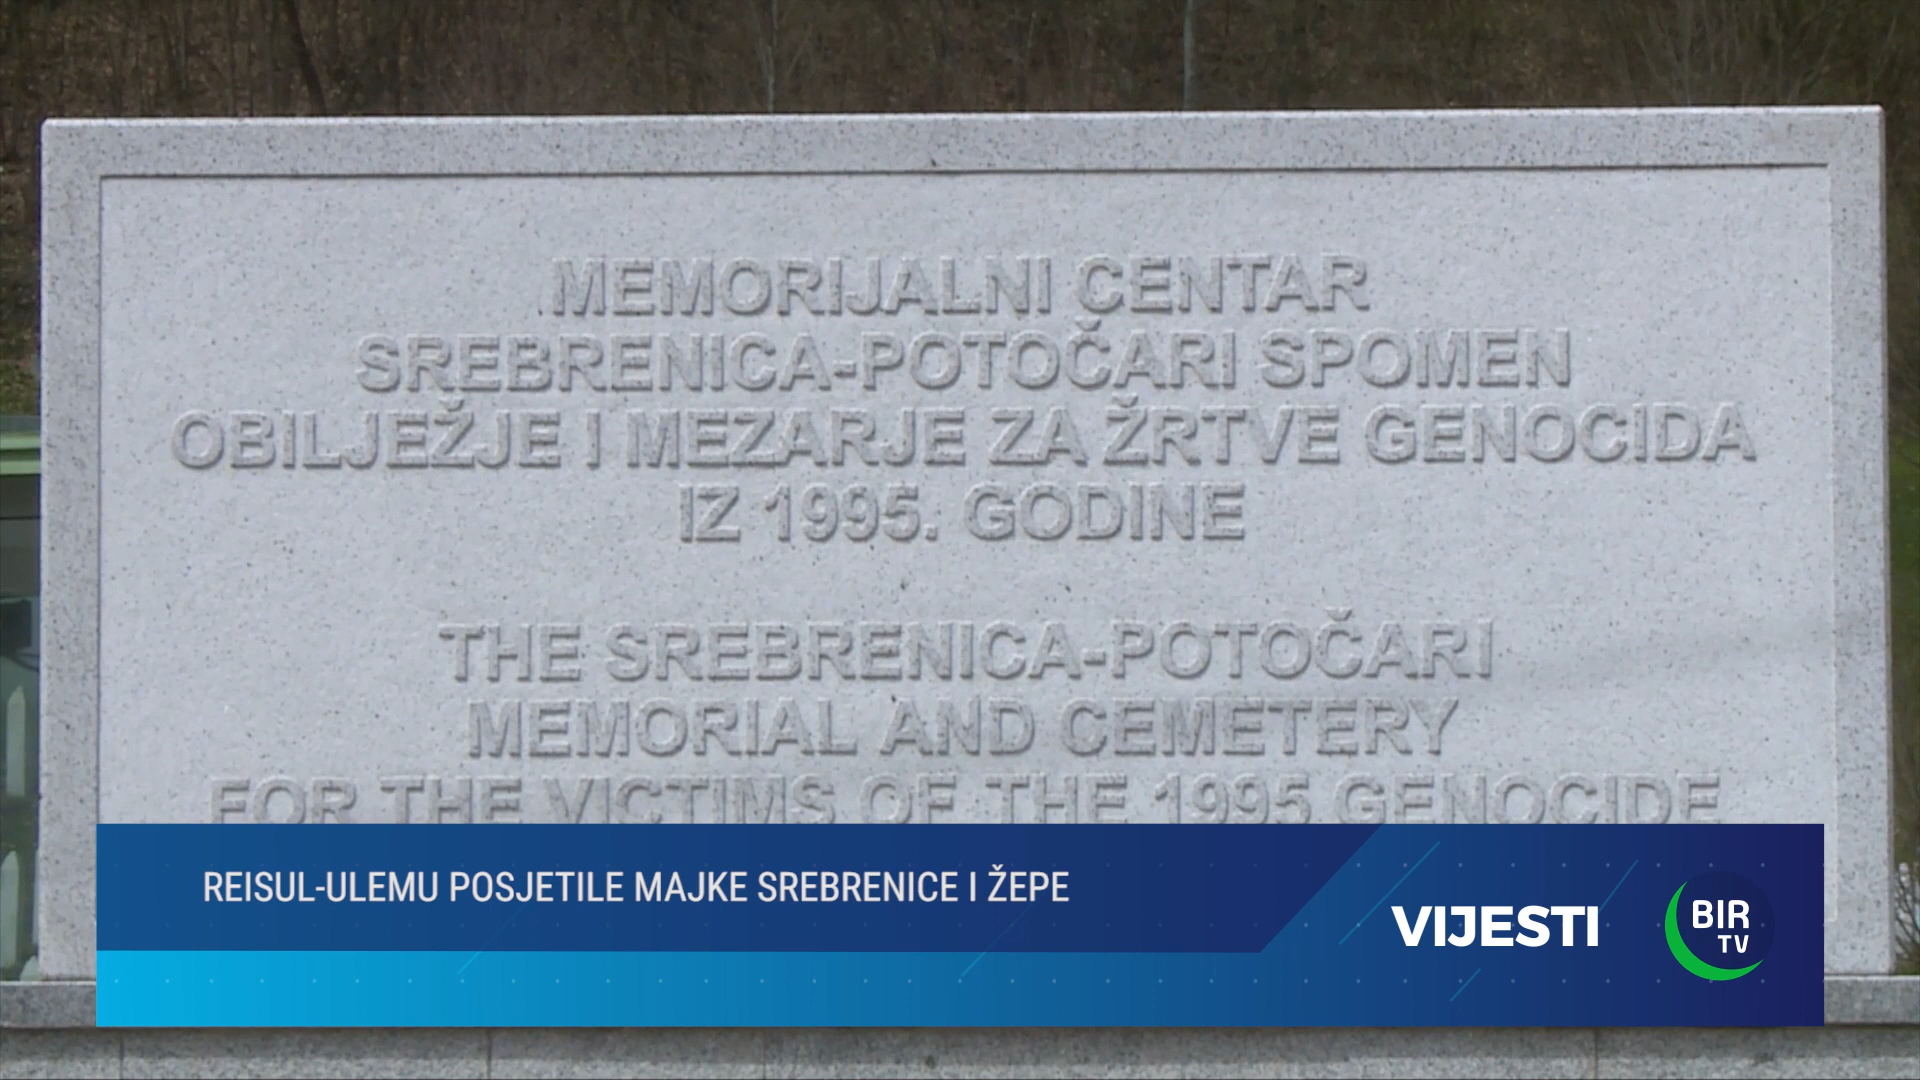 MEMORIJALNI CENTAR
SREBRENICA-POTOČARI SPOMEN
OBILJEŽJE I MEZARJE ZA ŽRTVE GENOCIDA
IZ 1995. GODINE
THE SREBRENICA-POTOČARI
MEMORIAL AND CEMETERY
FOR THE VICTIMS OF THE 1995 GENOCIDE
REISUL-ULEMU POSJETILE MAJKE SREBRENICE I ŽEPE
VIJESTI
BIR
TV